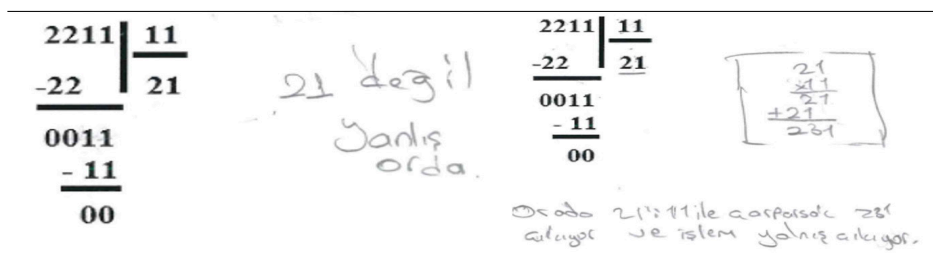 2211 11
-22 21
0011
- 11
00
21 değil
Yanlış
orda.
2211 11
-22 21
0011
- 11
00
21
x11
21
+21
231
Orada 21'i 11 ile çarparsak 231
çıkıyor ve işlem yalnış çıkıyor.